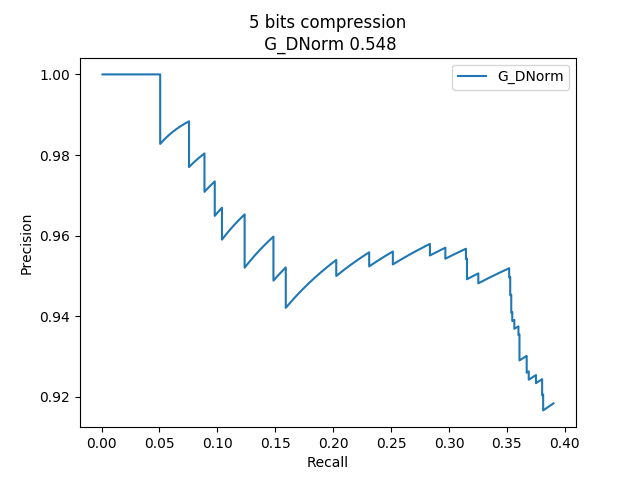 5 bits compression
G_DNorm 0.548
G_DNorm
1.00
0.98
0.96
0.94
0.92
Precision
0.00 0.05 0.10 0.15 0.20 0.25 0.30 0.35 0.40
Recall